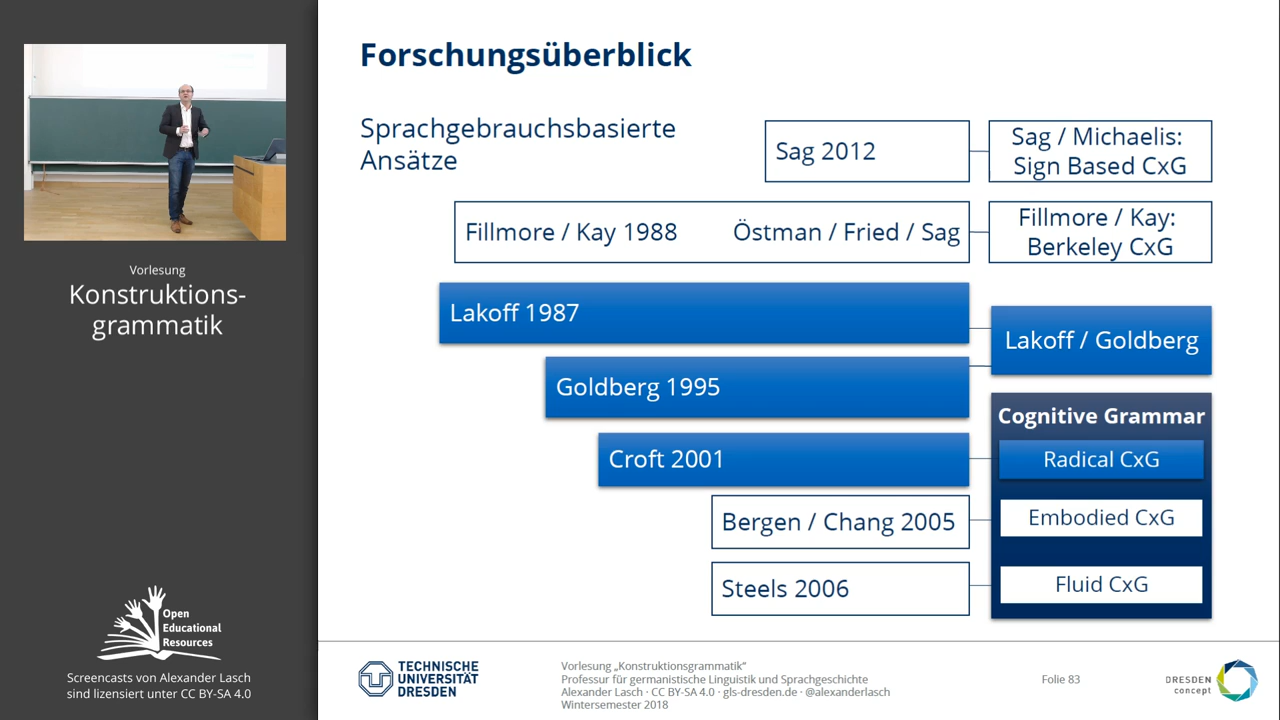 Forschungsüberblick
Sprachgebrauchsbasierte
Ansätze
Sag 2012
Sag / Michaelis:
Sign Based CxG
Fillmore / Kay 1988
Östman / Fried / Sag
Fillmore / Kay:
Berkeley CxG
Lakoff 1987
Lakoff / Goldberg
Goldberg 1995
Cognitive Grammar
Croft 2001
Radical CxG
Bergen / Chang 2005
Embodied CxG
Steels 2006
Fluid CxG
Vorlesung
Konstruktions-
grammatik
Open
Educational
Resources
Screencasts von Alexander Lasch
sind lizensiert unter CC BY-SA 4.0
TECHNISCHE
UNIVERSITÄT
DRESDEN
Vorlesung „Konstruktionsgrammatik“
Professur für germanistische Linguistik und Sprachgeschichte
Alexander Lasch · CC BY-SA 4.0 · gls-dresden.de · @alexanderlasch
Wintersemester 2018
Folie 83
DRESDEN
concept